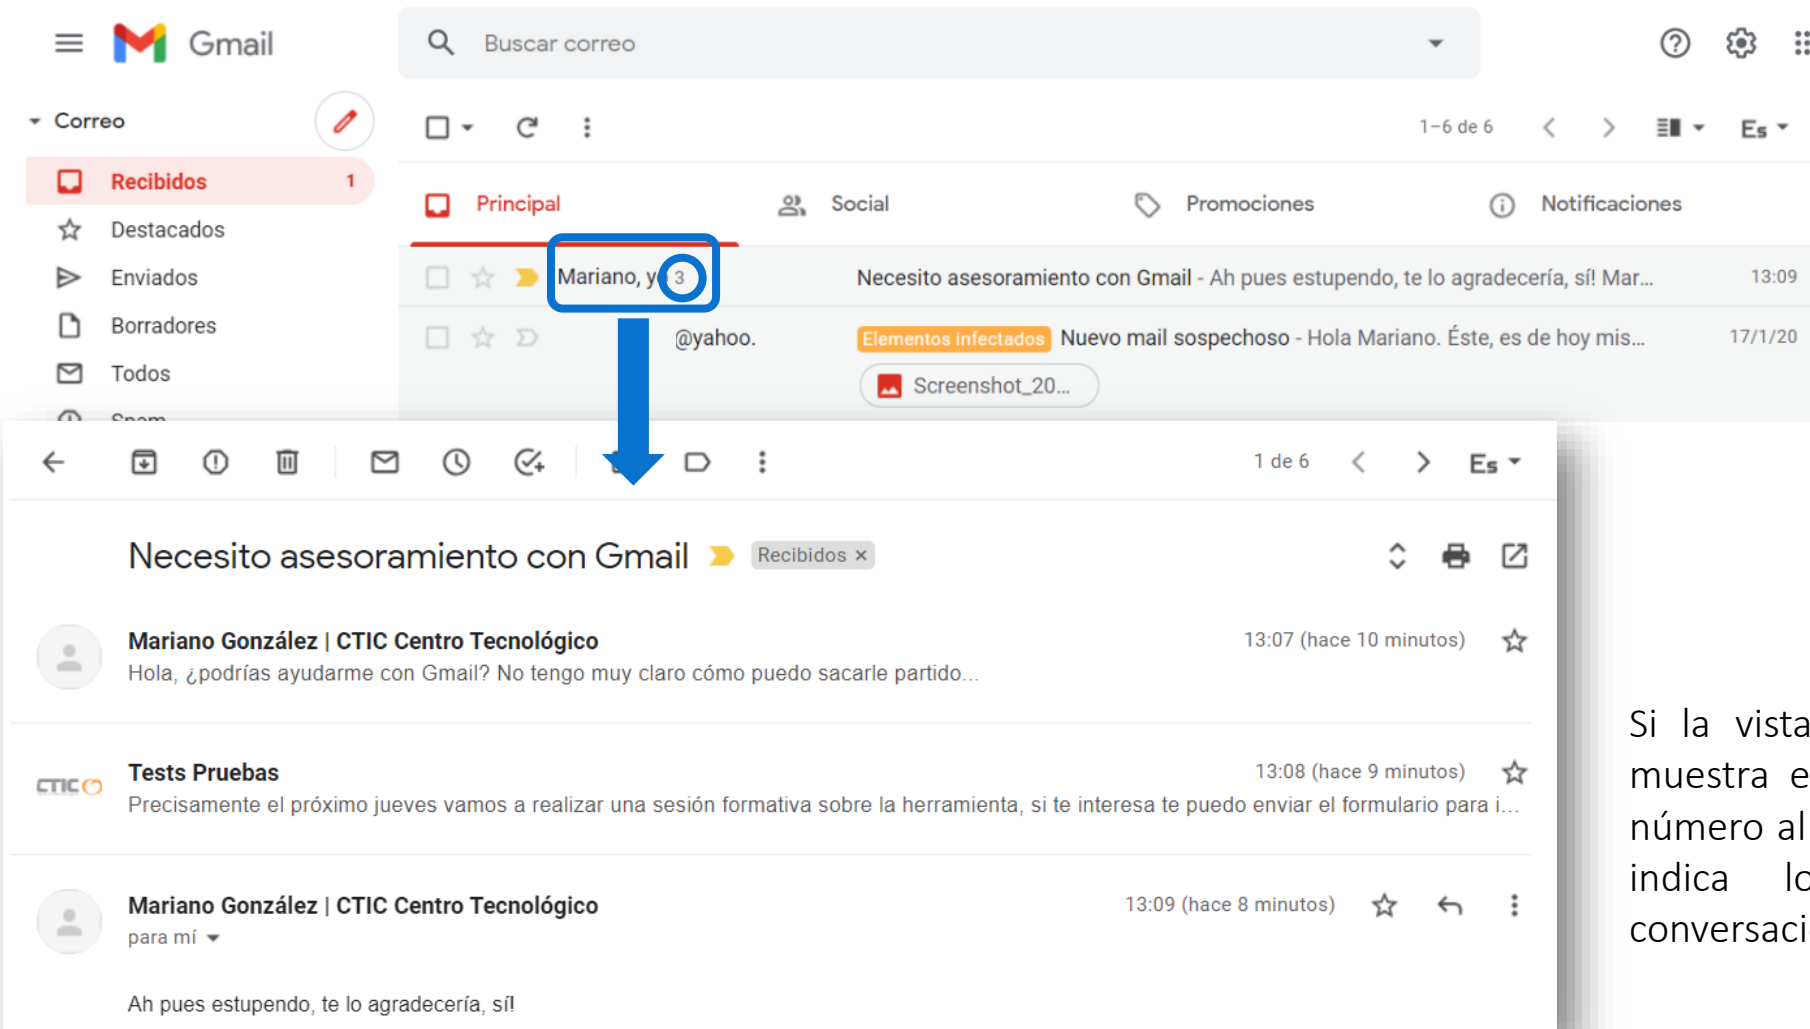 Gmail
Buscar correo
Correo
1–6 de 6
Es
Recibidos 1
Principal
Social
Promociones
Notificaciones
Destacados
Enviados
Borradores
Todos
Mariano, yo 3
Necesito asesoramiento con Gmail - Ah pues estupendo, te lo agradecería, sí! Mar...
13:09
@yahoo.
Elementos infectados Nuevo mail sospechoso - Hola Mariano. Éste, es de hoy mis...
17/1/20
Screenshot_20...
Spam
1 de 6
Es
Necesito asesoramiento con Gmail
Recibidos ×
Mariano González | CTIC Centro Tecnológico
13:07 (hace 10 minutos)
Hola, ¿podrías ayudarme con Gmail? No tengo muy claro cómo puedo sacarle partido...
CTIC
Tests Pruebas
13:08 (hace 9 minutos)
Precisamente el próximo jueves vamos a realizar una sesión formativa sobre la herramienta, si te interesa te puedo enviar el formulario para i...
Mariano González | CTIC Centro Tecnológico
13:09 (hace 8 minutos)
para mí
Ah pues estupendo, te lo agradecería, sí!
Si la vista
muestra e
número al
indica lo
conversaci